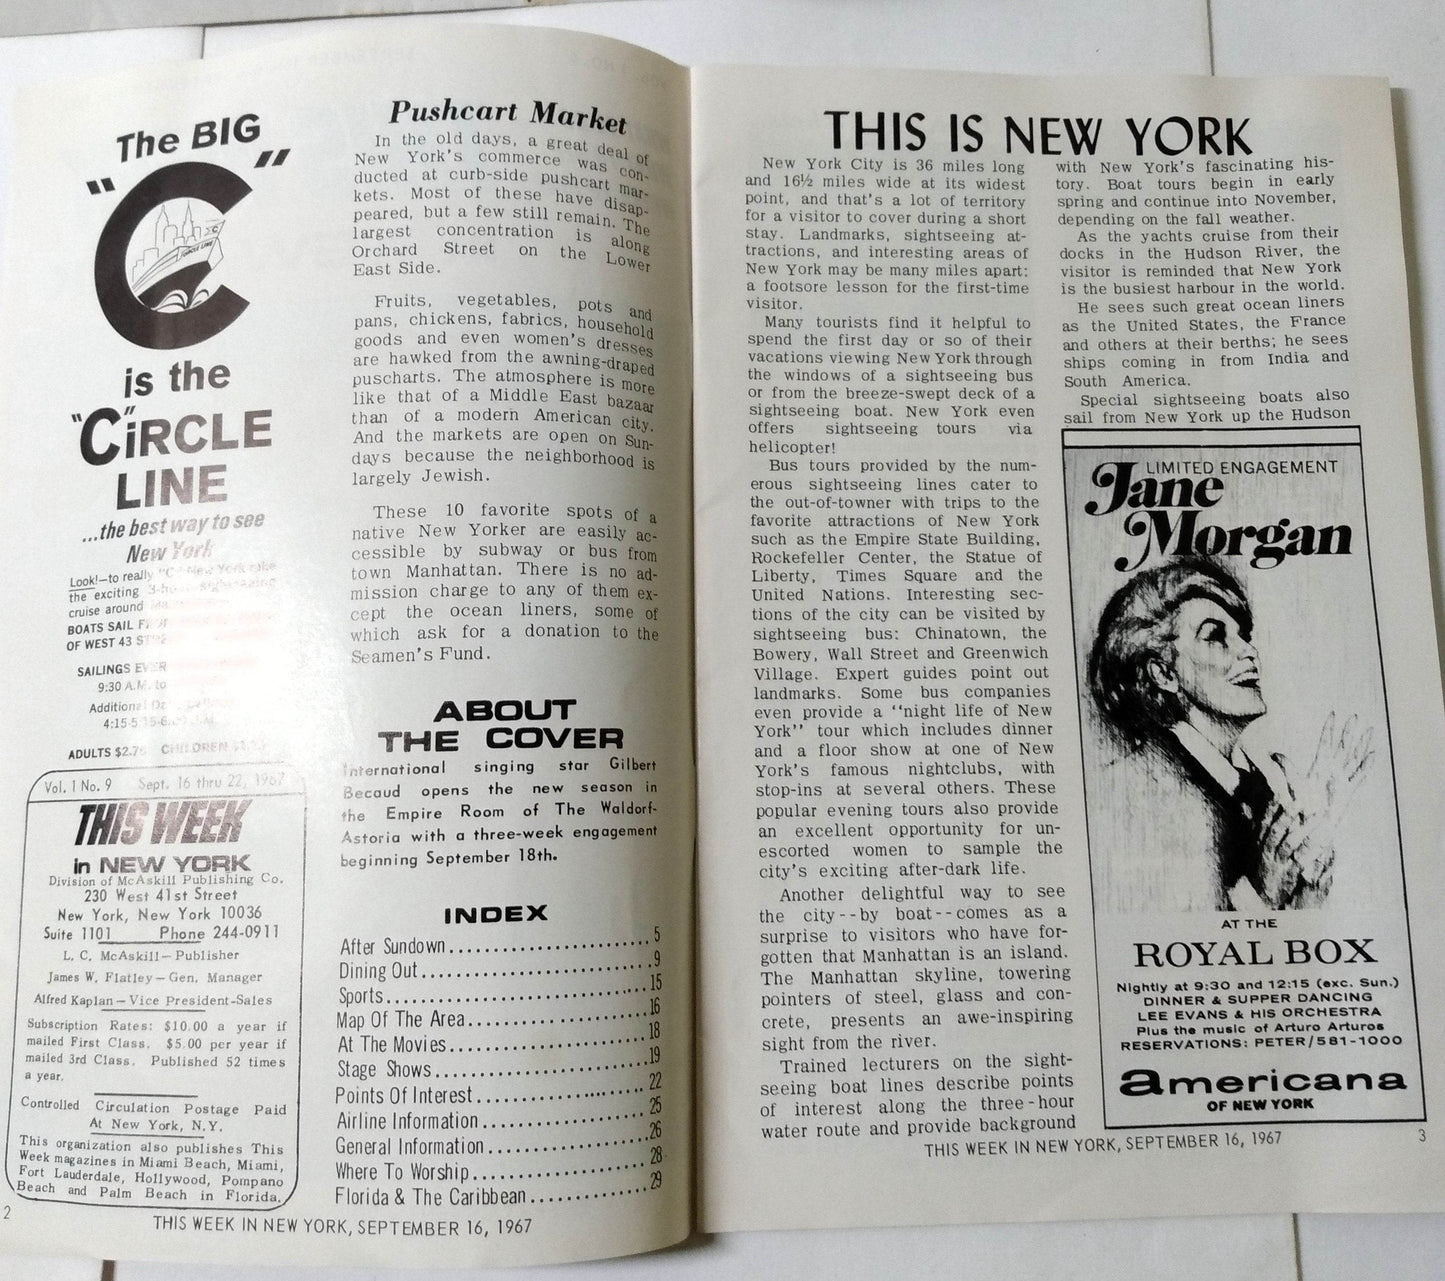 The BIG
"C"
CIRCLE LINE
is the
"CiRCLE
LINE
...the best way to see
New York
Look!—to really "C" New York take
the exciting 3-hour sightseeing
cruise around
BOATS SAIL
OF WEST 43 ST
SAILINGS EVER
9:30 A.M. to
Additional
4:15-5:15-6:
ADULTS $2.75 CHILDREN
Vol. 1 No. 9 Sept. 16 thru 22, 1967
THIS WEEK
in NEW YORK
Division of McAskill Publishing Co.
230 West 41st Street
New York, New York 10036
Suite 1101 Phone 244-0911
L. C. McAskill—Publisher
James W. Flatley—Gen. Manager
Alfred Kaplan—Vice President-Sales
Subscription Rates: $10.00 a year if
mailed First Class. $5.00 per year if
mailed 3rd Class. Published 52 times
a year.
Controlled Circulation Postage Paid
At New York, N.Y.
This organization also publishes This
Week magazines in Miami Beach, Miami,
Fort Lauderdale, Hollywood, Pompano
Beach and Palm Beach in Florida.
Pushcart Market
In the old days, a great deal of
New York's commerce was con-
ducted at curb-side pushcart mar-
kets. Most of these have disap-
peared, but a few still remain. The
largest concentration is along
Orchard Street on the Lower
East Side.
Fruits, vegetables, pots and
pans, chickens, fabrics, household
goods and even women's dresses
are hawked from the awning-draped
puscharts. The atmosphere is more
like that of a Middle East bazaar
than of a modern American city.
And the markets are open on Sun-
days because the neighborhood is
largely Jewish.
These 10 favorite spots of a
native New Yorker are easily ac-
cessible by subway or bus from
town Manhattan. There is no ad-
mission charge to any of them ex-
cept the ocean liners, some of
which ask for a donation to the
Seamen's Fund.
ABOUT
THE COVER
International singing star Gilbert
Becaud opens the new season in
the Empire Room of The Waldorf-
Astoria with a three-week engagement
beginning September 18th.
INDEX
After Sundown 5
Dining Out 9
Sports 15
Map Of The Area 16
At The Movies 18
Stage Shows 19
Points Of Interest 22
Airline Information 25
General Information 26
Where To Worship 28
Florida & The Caribbean 29
2 THIS WEEK IN NEW YORK, SEPTEMBER 16, 1967
THIS IS NEW YORK
New York City is 36 miles long
and 16½ miles wide at its widest
point, and that's a lot of territory
for a visitor to cover during a short
stay. Landmarks, sightseeing at-
tractions, and interesting areas of
New York may be many miles apart:
a footsore lesson for the first-time
visitor.
Many tourists find it helpful to
spend the first day or so of their
vacations viewing New York through
the windows of a sightseeing bus
or from the breeze-swept deck of a
sightseeing boat. New York even
offers sightseeing tours via
helicopter!
Bus tours provided by the num-
erous sightseeing lines cater to
the out-of-towner with trips to the
favorite attractions of New York
such as the Empire State Building,
Rockefeller Center, the Statue of
Liberty, Times Square and the
United Nations. Interesting sec-
tions of the city can be visited by
sightseeing bus: Chinatown, the
Bowery, Wall Street and Greenwich
Village. Expert guides point out
landmarks. Some bus companies
even provide a "night life of New
York" tour which includes dinner
and a floor show at one of New
York's famous nightclubs, with
stop-ins at several others. These
popular evening tours also provide
an excellent opportunity for un-
escorted women to sample the
city's exciting after-dark life.
Another delightful way to see
the city--by boat--comes as a
surprise to visitors who have for-
gotten that Manhattan is an island.
The Manhattan skyline, towering
pointers of steel, glass and con-
crete, presents an awe-inspiring
sight from the river.
Trained lecturers on the sight-
seeing boat lines describe points
of interest along the three-hour
water route and provide background
with New York's fascinating his-
tory. Boat tours begin in early
spring and continue into November,
depending on the fall weather.
As the yachts cruise from their
docks in the Hudson River, the
visitor is reminded that New York
is the busiest harbour in the world.
He sees such great ocean liners
as the United States, the France
and others at their berths; he sees
ships coming in from India and
South America.
Special sightseeing boats also
sail from New York up the Hudson
LIMITED ENGAGEMENT
Jane
Morgan
AT THE
ROYAL BOX
Nightly at 9:30 and 12:15 (exc. Sun.)
DINNER & SUPPER DANCING
LEE EVANS & HIS ORCHESTRA
Plus the music of Arturo Arturos
RESERVATIONS: PETER/581-1000
americana
OF NEW YORK
THIS WEEK IN NEW YORK, SEPTEMBER 16, 1967 3